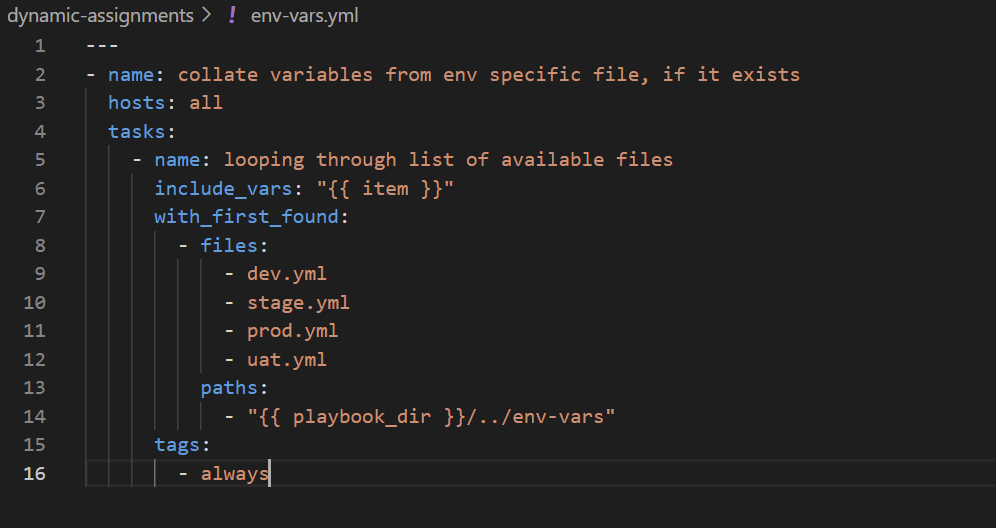 dynamic-assignments > ! env-vars.yml
1 ---
2 - name: collate variables from env specific file, if it exists
3   hosts: all
4   tasks:
5     - name: looping through list of available files
6       include_vars: "{{ item }}"
7       with_first_found:
8         - files:
9             - dev.yml
10             - stage.yml
11             - prod.yml
12             - uat.yml
13           paths:
14             - "{{ playbook_dir }}/../env-vars"
15       tags:
16         - always